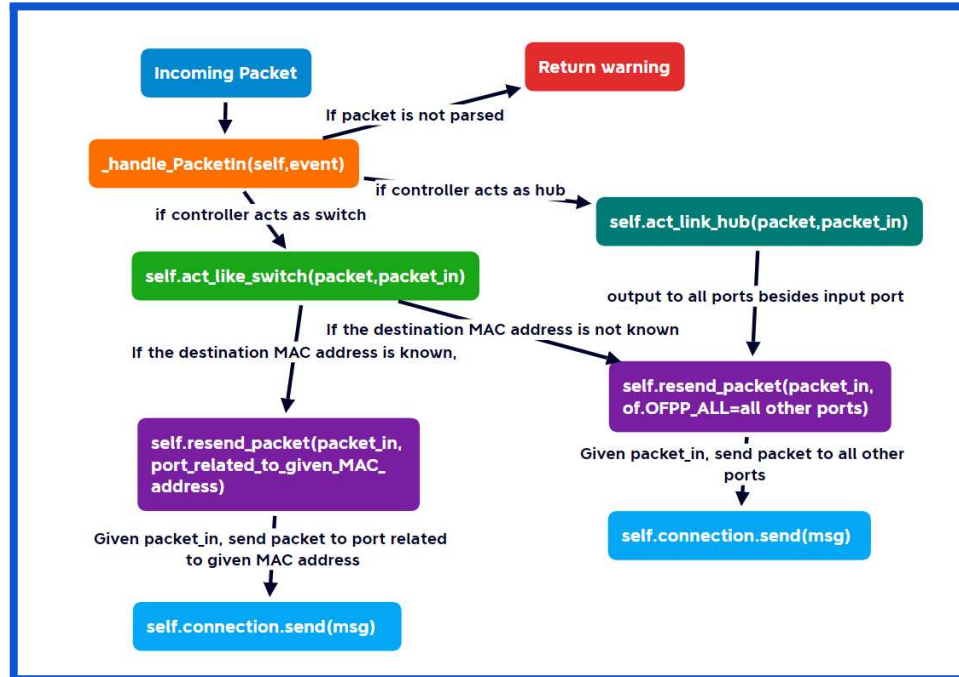 Incoming Packet
Return warning
If packet is not parsed
_handle_PacketIn(self,event)
if controller acts as hub
if controller acts as switch
self.act_link_hub(packet,packet_in)
self.act_like_switch(packet,packet_in)
output to all ports besides input port
If the destination MAC address is not known
If the destination MAC address is known,
self.resend_packet(packet_in,
of.OFPP_ALL=all other ports)
self.resend_packet(packet_in,
port_related_to_given_MAC_
address)
Given packet_in, send packet to all other
ports
self.connection.send(msg)
Given packet_in, send packet to port related
to given MAC address
self.connection.send(msg)